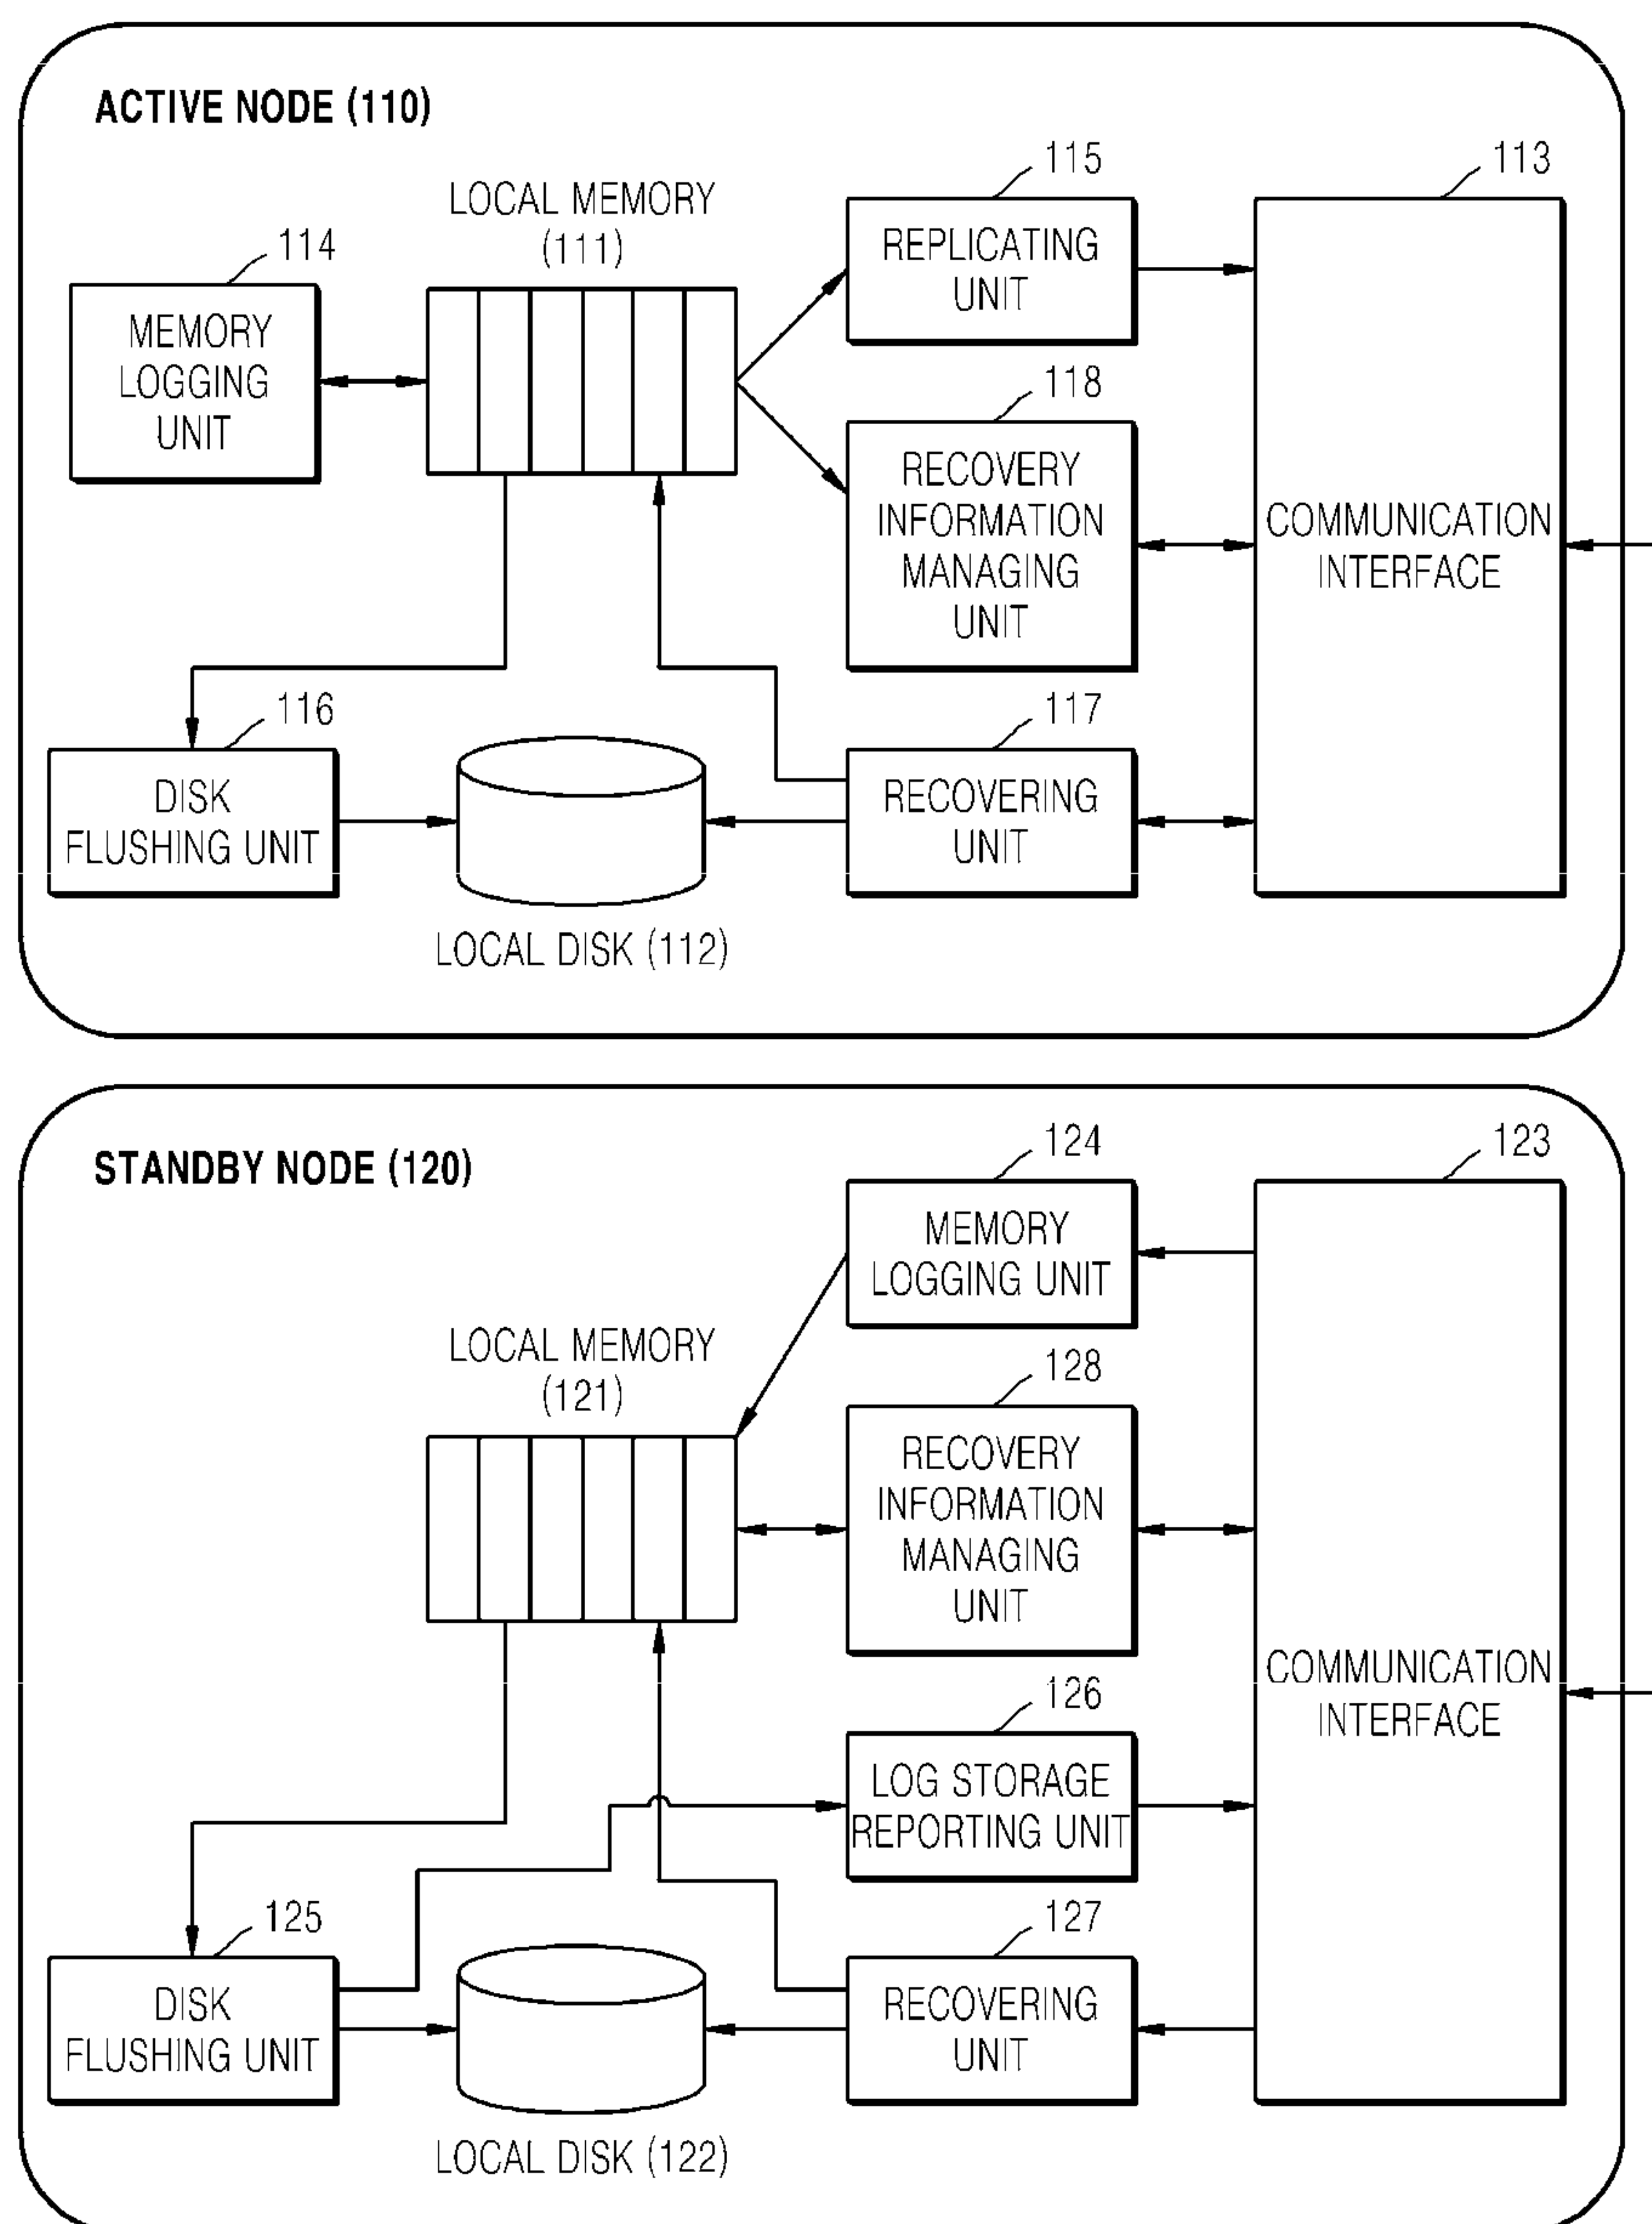 ACTIVE NODE (110)
LOCAL MEMORY
(111)
114
MEMORY
LOGGING
UNIT
115
REPLICATING
UNIT
118
RECOVERY
INFORMATION
MANAGING
UNIT
113
COMMUNICATION
INTERFACE
116
DISK
FLUSHING UNIT
LOCAL DISK (112)
117
RECOVERING
UNIT
STANDBY NODE (120)
124
MEMORY
LOGGING UNIT
123
COMMUNICATION
INTERFACE
LOCAL MEMORY
(121)
128
RECOVERY
INFORMATION
MANAGING
UNIT
126
LOG STORAGE
REPORTING UNIT
125
DISK
FLUSHING UNIT
LOCAL DISK (122)
127
RECOVERING
UNIT